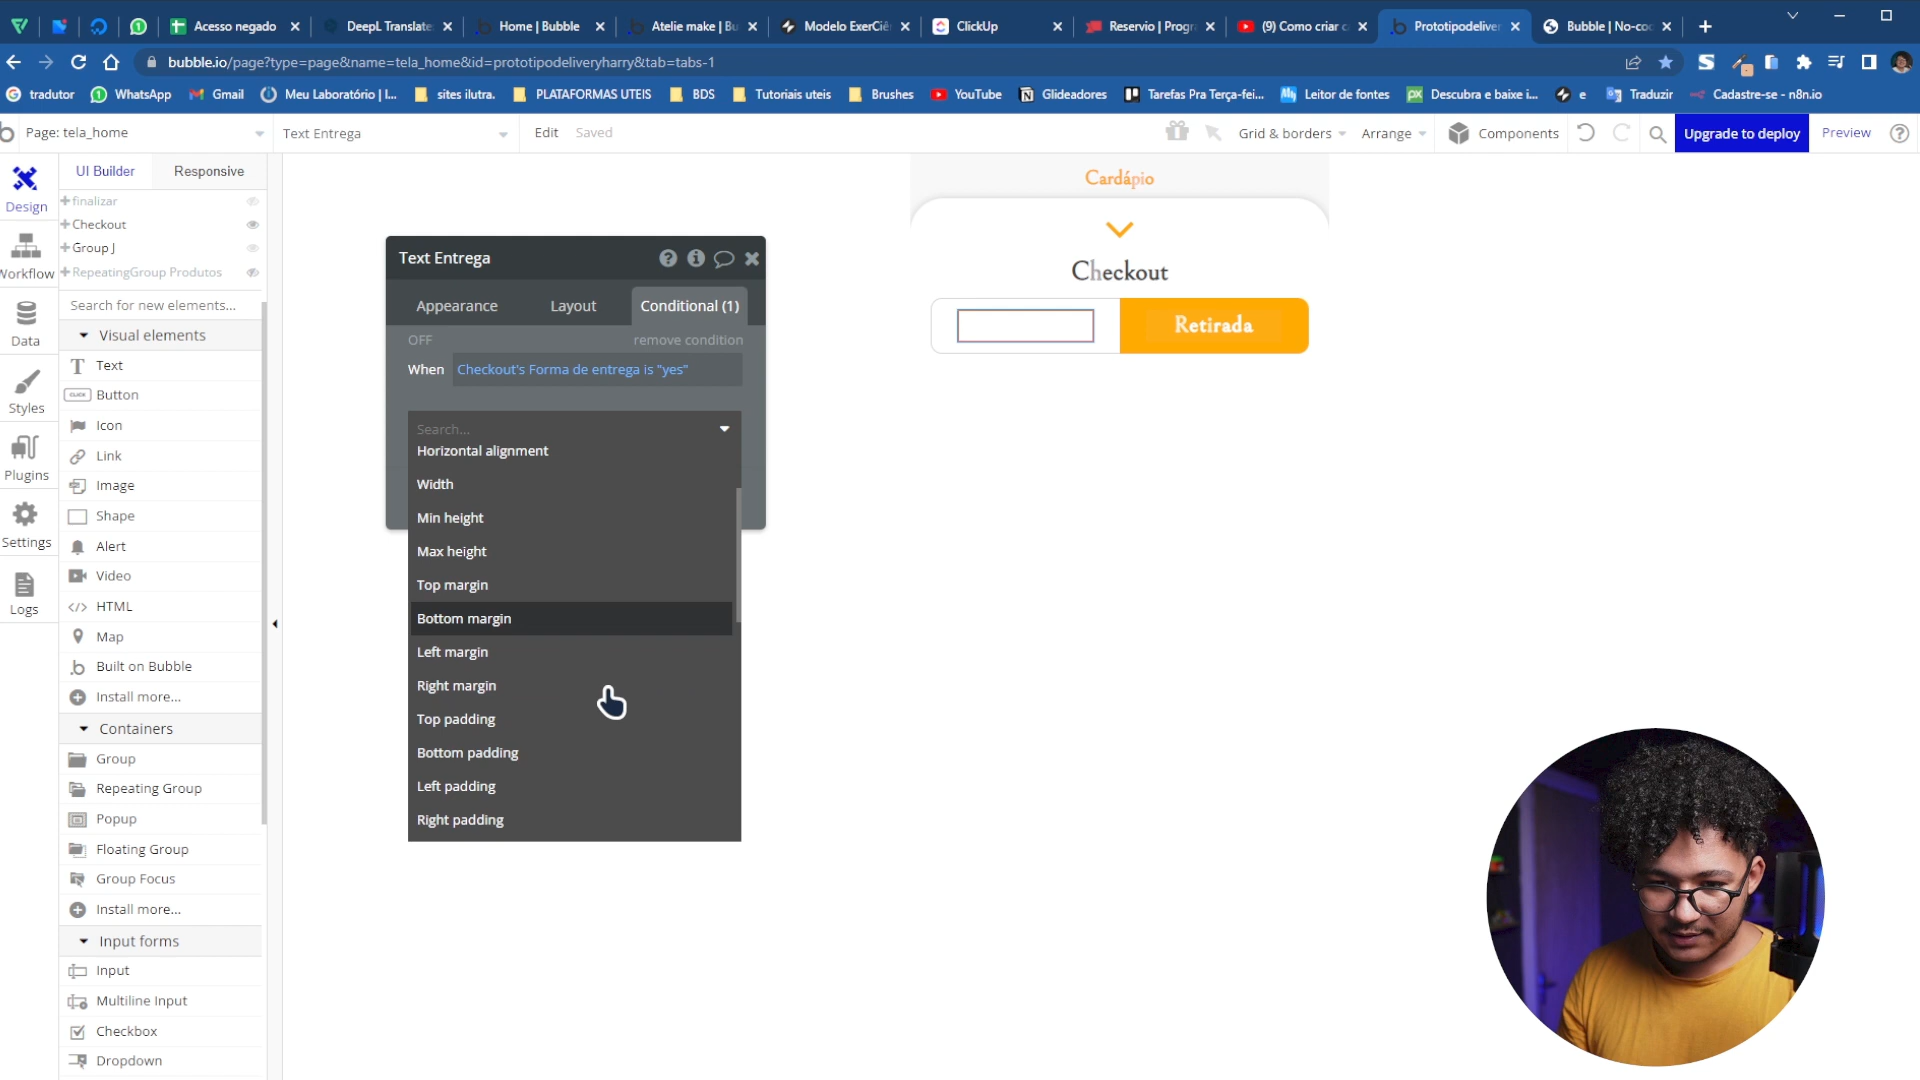 Acesso negado
DeepL Translate:
Home | Bubble
Atelie make | Bu
Modelo ExerCiê
ClickUp
Reservio | Progr
(9) Como criar c
Prototipodeliver
Bubble | No-coc
bubble.io/page?type=page&name=tela_home&id=prototipodeliveryharry&tab=tabs-1
tradutor
WhatsApp
Gmail
Meu Laboratório | I...
sites ilutra.
PLATAFORMAS UTEIS
BDS
Tutoriais uteis
Brushes
YouTube
Glideadores
Tarefas Pra Terça-fei...
Leitor de fontes
Descubra e baixe i...
e
Traduzir
Cadastre-se - n8n.io
Page: tela_home
Text Entrega
Edit
Saved
Grid & borders
Arrange
Components
Upgrade to deploy
Preview
UI Builder
Responsive
Design
Workflow
Data
Styles
Plugins
Settings
Logs
finalizar
Checkout
Group J
RepeatingGroup Produtos
Search for new elements...
Visual elements
Text
Button
Icon
Link
Image
Shape
Alert
Video
HTML
Map
Built on Bubble
Install more...
Containers
Group
Repeating Group
Popup
Floating Group
Group Focus
Install more...
Input forms
Input
Multiline Input
Checkbox
Dropdown
Text Entrega
Appearance
Layout
Conditional (1)
OFF
remove condition
When
Checkout's Forma de entrega is "yes"
Search...
Horizontal alignment
Width
Min height
Max height
Top margin
Bottom margin
Left margin
Right margin
Top padding
Bottom padding
Left padding
Right padding
Cardápio
Checkout
Retirada